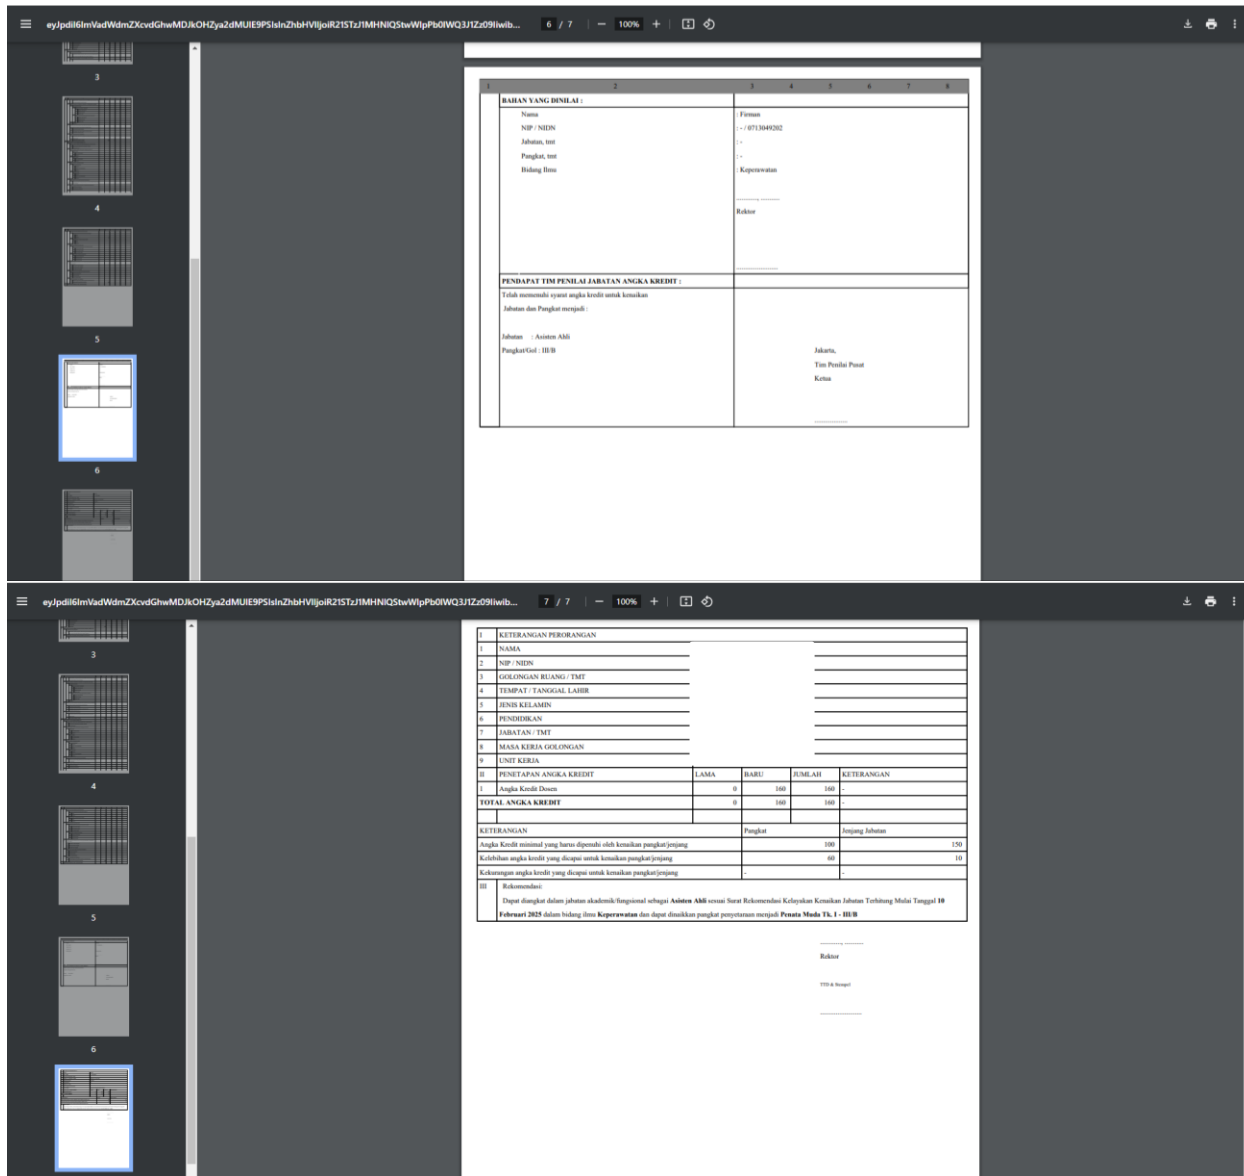 6 / 7 | — 100% +
3
4
5
6
1 2 3 4 5 6 7 8
BAHAN YANG DINILAI :
Nama : Firman
NIP / NIDN : - / 0713049202
Jabatan, tmt : -
Pangkat, tmt : -
Bidang Ilmu : Keperawatan
............, ...........
Rektor
.......................
PENDAPAT TIM PENILAI JABATAN ANGKA KREDIT :
Telah memenuhi syarat angka kredit untuk kenaikan
Jabatan dan Pangkat menjadi :
Jabatan : Asisten Ahli
Pangkat/Gol : III/B
Jakarta,
Tim Penilai Pusat
Ketua
..................
7 / 7 | — 100% +
3
4
5
6
I KETERANGAN PERORANGAN
1 NAMA
2 NIP / NIDN
3 GOLONGAN RUANG / TMT
4 TEMPAT / TANGGAL LAHIR
5 JENIS KELAMIN
6 PENDIDIKAN
7 JABATAN / TMT
8 MASA KERJA GOLONGAN
9 UNIT KERJA
II PENETAPAN ANGKA KREDIT LAMA BARU JUMLAH KETERANGAN
1 Angka Kredit Dosen 0 160 160 -
TOTAL ANGKA KREDIT 0 160 160 -
KETERANGAN Pangkat Jenjang Jabatan
Angka Kredit minimal yang harus dipenuhi oleh kenaikan pangkat/jenjang 100 150
Kelebihan angka kredit yang dicapai untuk kenaikan pangkat/jenjang 60 10
Kekurangan angka kredit yang dicapai untuk kenaikan pangkat/jenjang - -
III Rekomendasi:
Dapat diangkat dalam jabatan akademik/fungsional sebagai Asisten Ahli sesuai Surat Rekomendasi Kelayakan Kenaikan Jabatan Terhitung Mulai Tanggal 10
Februari 2025 dalam bidang ilmu Keperawatan dan dapat dinaikkan pangkat penyetaraan menjadi Penata Muda Tk. I - III/B
............, ...........
Rektor
TTD & Stempel
.......................